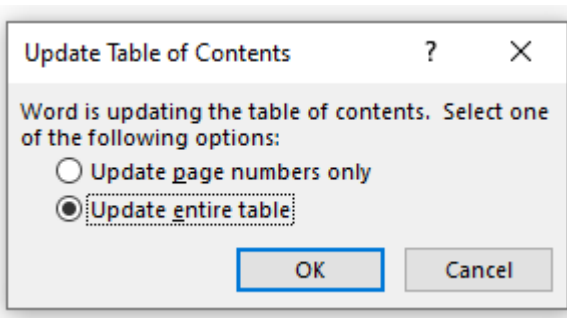 Update Table of Contents ?
Word is updating the table of contents. Select one
of the following options:
Update page numbers only
Update entire table
OK Cancel